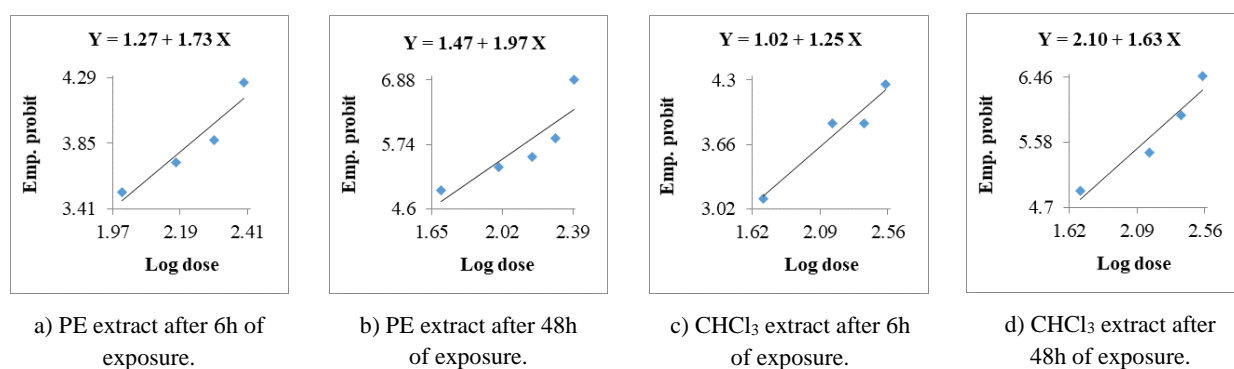 Y = 1.27 + 1.73 X
Emp. probit
4.29
3.85
3.41
1.97 2.19 2.41
Log dose
a) PE extract after 6h of
exposure.
Y = 1.47 + 1.97 X
Emp. probit
6.88
5.74
4.6
1.65 2.02 2.39
Log dose
b) PE extract after 48h
of exposure.
Y = 1.02 + 1.25 X
Emp. probit
4.3
3.66
3.02
1.62 2.09 2.56
Log dose
c) CHCl₃ extract after 6h
of exposure.
Y = 2.10 + 1.63 X
Emp. probit
6.46
5.58
4.7
1.62 2.09 2.56
Log dose
d) CHCl₃ extract after
48h of exposure.